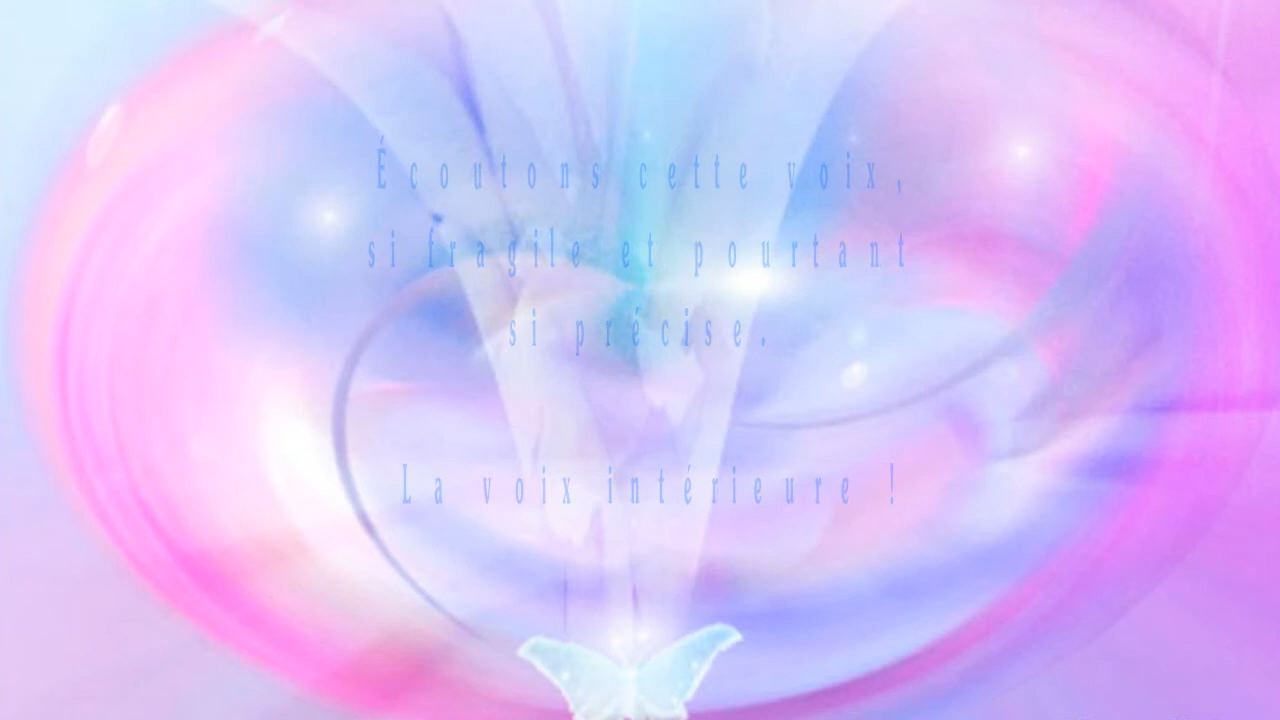 Écoutons cette voix,
si fragile et pourtant
si précise.
La voix intérieure !